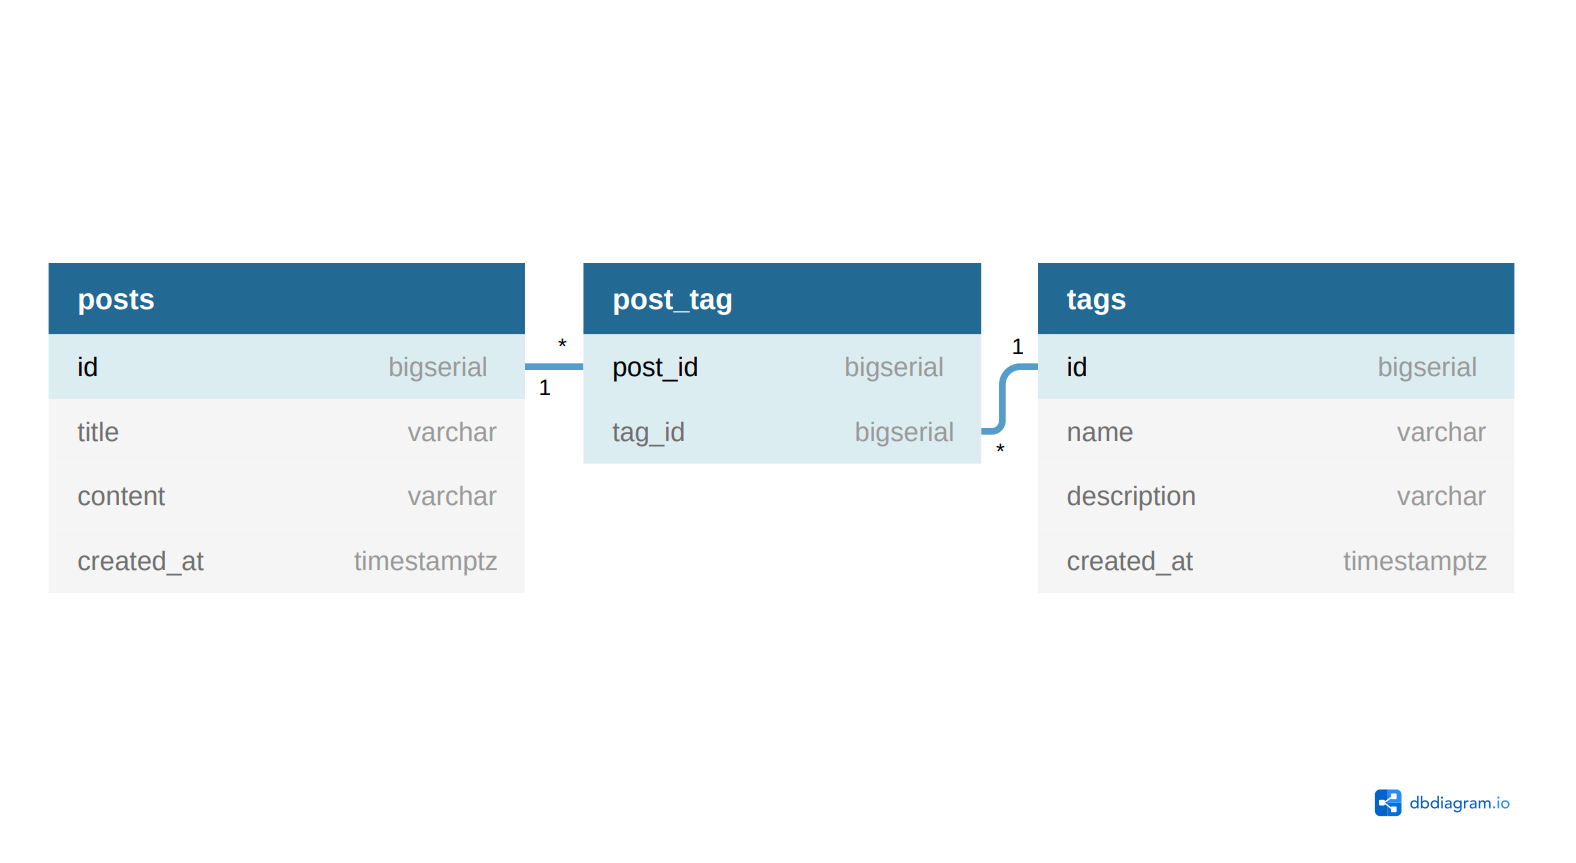 posts
id bigserial
title varchar
content varchar
created_at timestamptz
*
1
post_tag
post_id bigserial
tag_id bigserial
1
*
tags
id bigserial
name varchar
description varchar
created_at timestamptz
dbdiagram.io